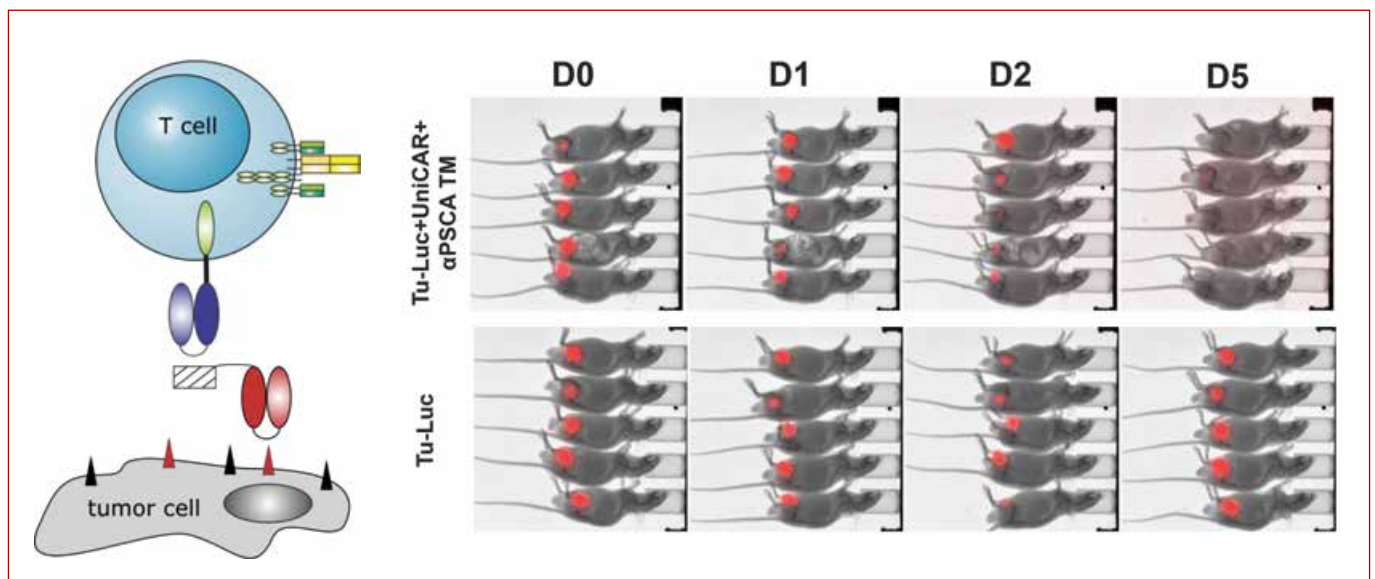 T cell
tumor cell
D0 D1 D2 D5
Tu-Luc+UniCAR+
αPSCA TM
Tu-Luc